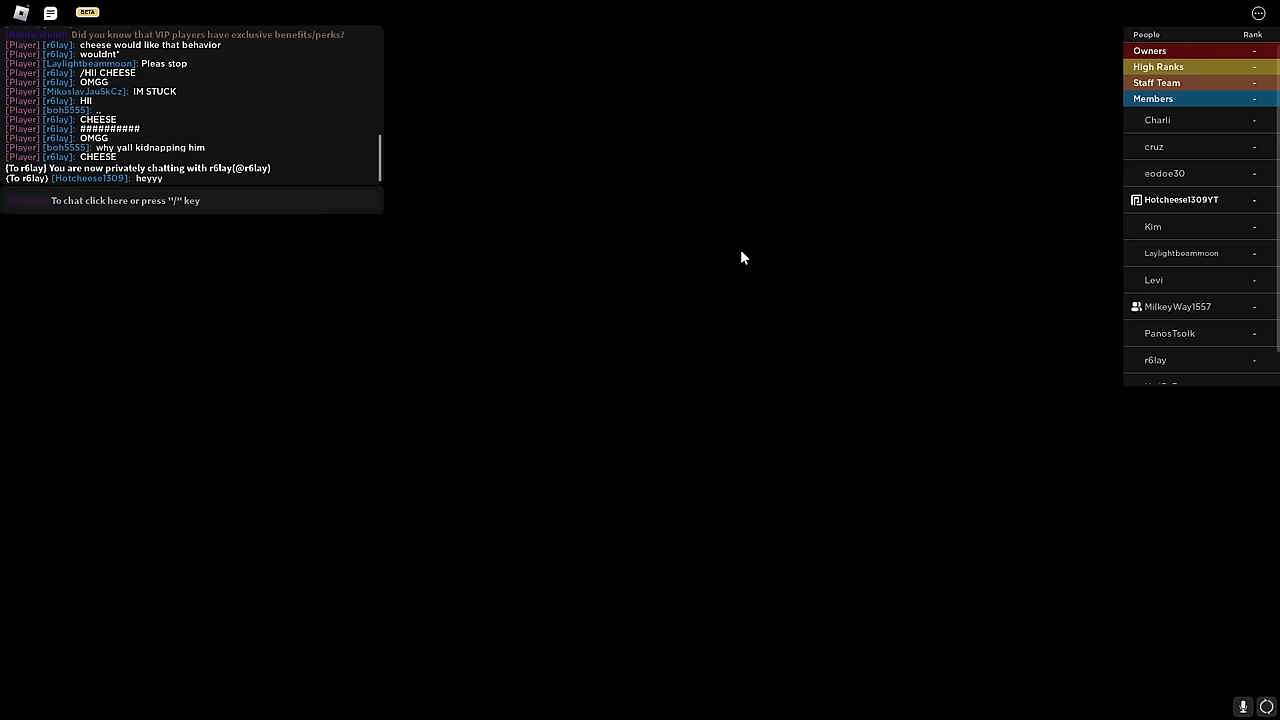 BETA
[Notification]: Did you know that VIP players have exclusive benefits/perks?
[Player] [r6lay]: cheese would like that behavior
[Player] [r6lay]: wouldnt*
[Player] [Laylightbeammoon]: Pleas stop
[Player] [r6lay]: /HII CHEESE
[Player] [r6lay]: OMGG
[Player] [MikoslavJauSkCz]: IM STUCK
[Player] [r6lay]: HII
[Player] [boh5555]: ..
[Player] [r6lay]: CHEESE
[Player] [r6lay]: ##########
[Player] [r6lay]: OMGG
[Player] [boh5555]: why yall kidnapping him
[Player] [r6lay]: CHEESE
{To r6lay} You are now privately chatting with r6lay(@r6lay)
{To r6lay} [Hotcheese1309]: heyyy
To chat click here or press "/" key
People Rank
Owners -
High Ranks -
Staff Team -
Members -
Charli -
cruz -
eodoe30 -
Hotcheese1309YT -
Kim -
Laylightbeammoon -
Levi -
MilkeyWay1557 -
PanosTsolk -
r6lay -